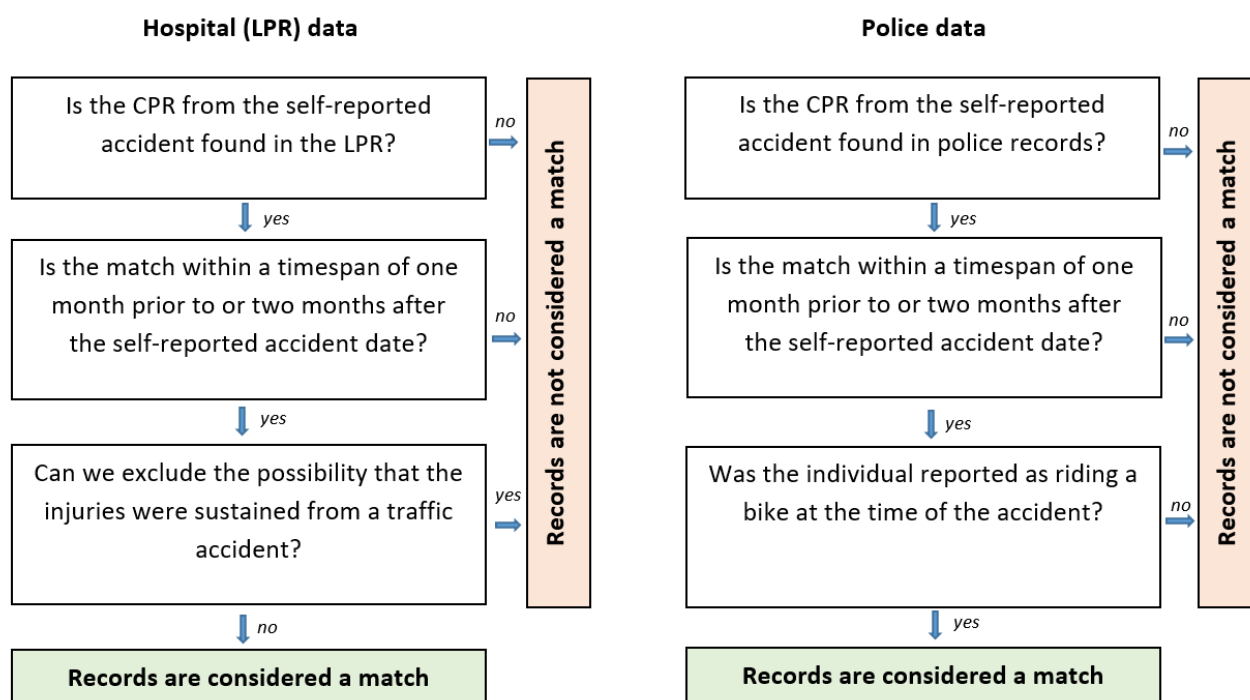 Hospital (LPR) data
Is the CPR from the self-reported
accident found in the LPR?
no
yes
Is the match within a timespan of one
month prior to or two months after
the self-reported accident date?
no
yes
Can we exclude the possibility that the
injuries were sustained from a traffic
accident?
yes
no
Records are considered a match
Records are not considered a match
Police data
Is the CPR from the self-reported
accident found in police records?
no
yes
Is the match within a timespan of one
month prior to or two months after
the self-reported accident date?
no
yes
Was the individual reported as riding a
bike at the time of the accident?
no
yes
Records are considered a match
Records are not considered a match